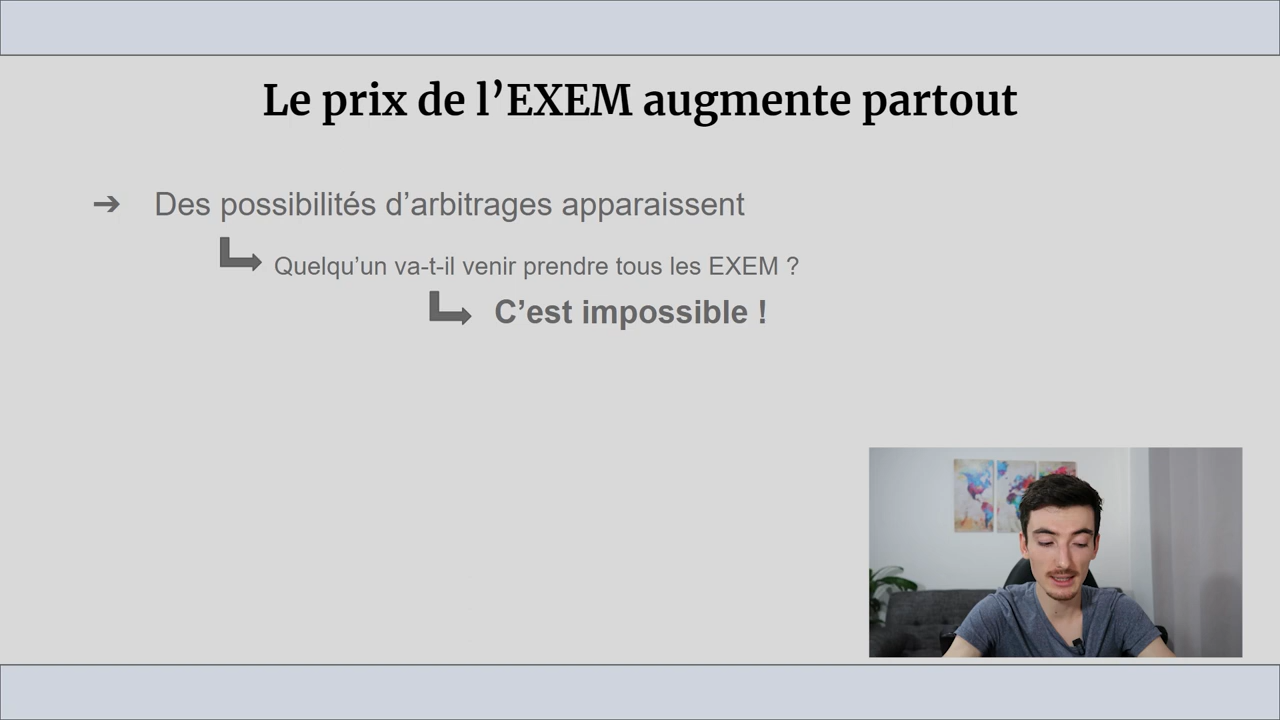 Le prix de l’EXEM augmente partout
➔ Des possibilités d’arbitrages apparaissent
Quelqu’un va-t-il venir prendre tous les EXEM ?
C’est impossible !